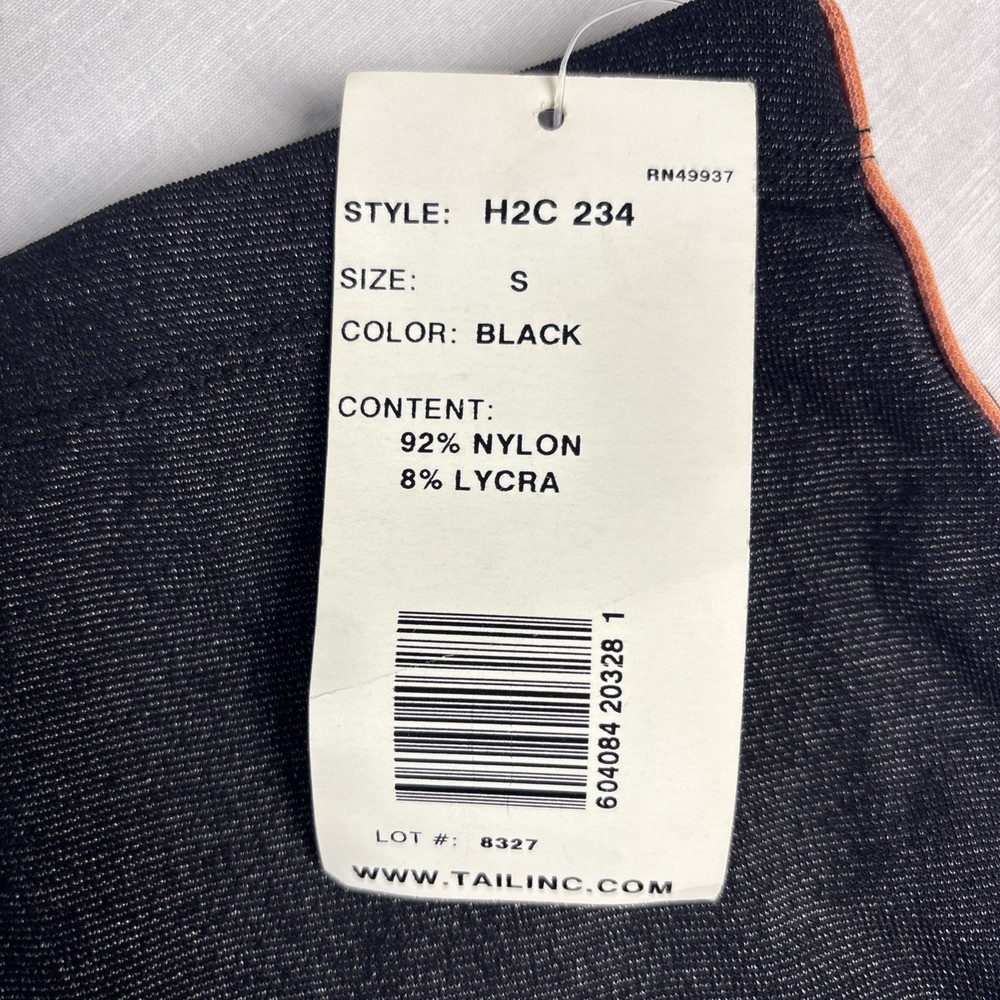 RN49937
STYLE: H2C 234
SIZE: S
COLOR: BLACK
CONTENT:
92% NYLON
8% LYCRA
604084 20328 1
LOT #: 8327
WWW.TAILINC.COM